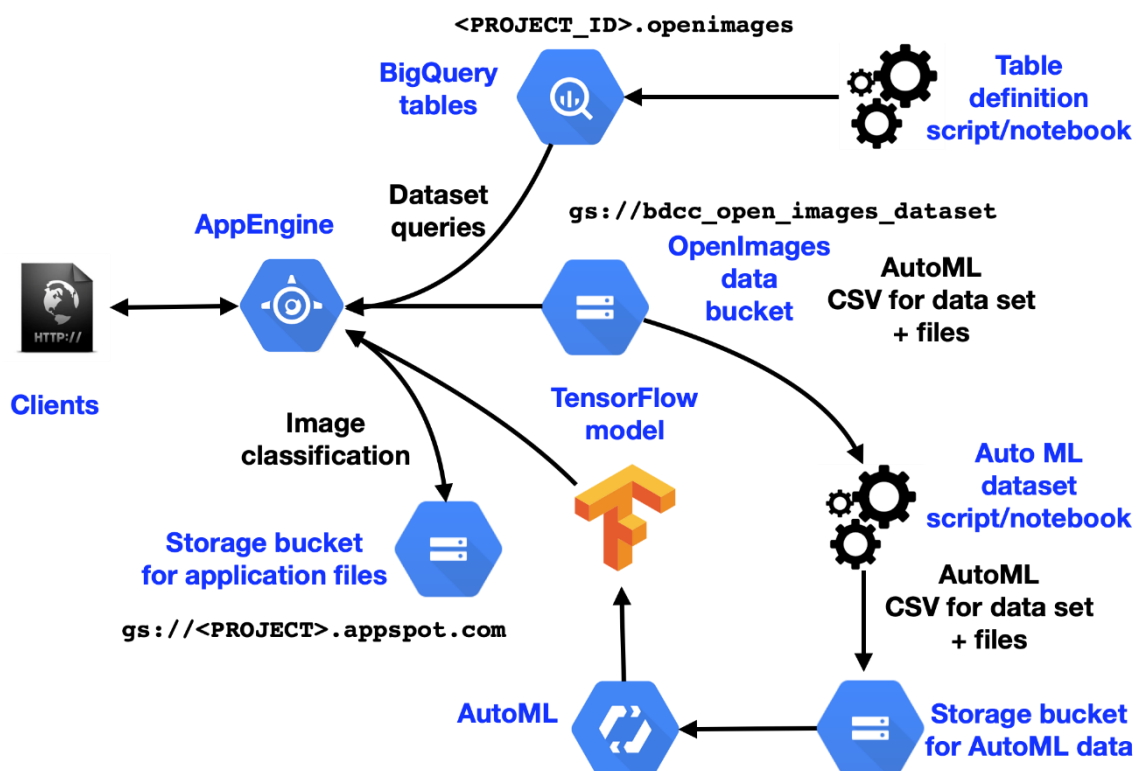 <PROJECT_ID>.openimages
BigQuery
tables
Table
definition
script/notebook
Dataset
queries
gs://bdcc_open_images_dataset
AppEngine
OpenImages
data
bucket
AutoML
CSV for data set
+ files
HTTP://
Clients
TensorFlow
model
Image
classification
Auto ML
dataset
script/notebook
Storage bucket
for application files
AutoML
CSV for data set
+ files
gs://<PROJECT>.appspot.com
AutoML
Storage bucket
for AutoML data